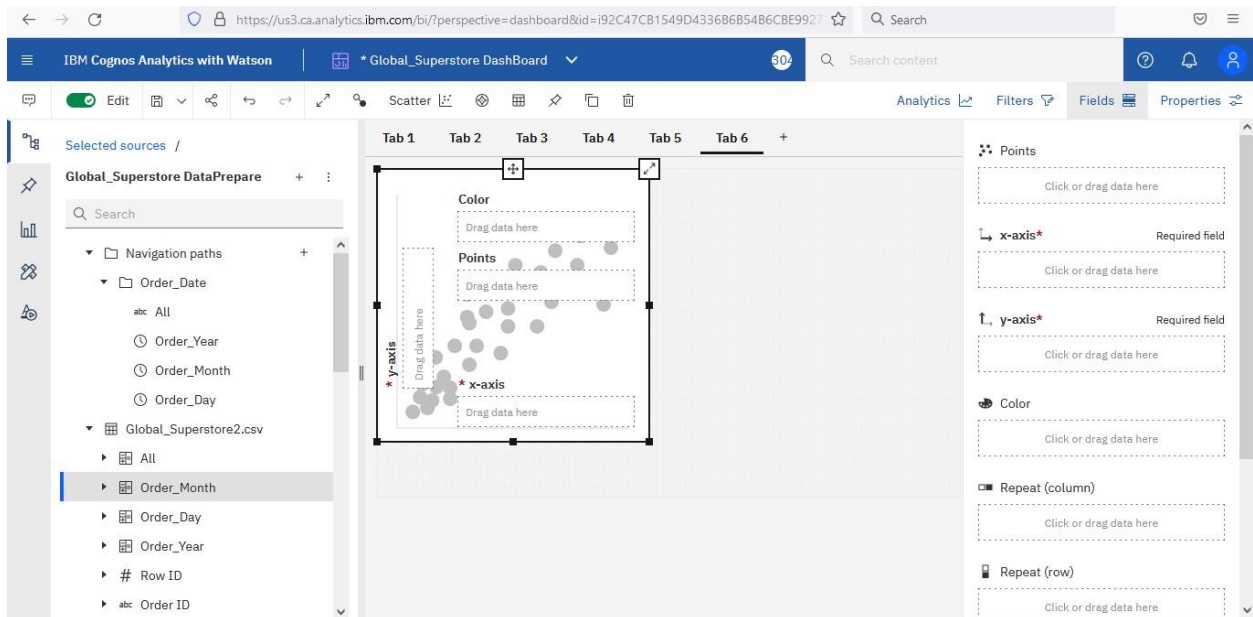 https://us3.ca.analytics.ibm.com/bi/?perspective=dashboard&id=i92C47CB1549D4336B6B54B6CBE9927
Search
IBM Cognos Analytics with Watson
* Global_Superstore DashBoard
304
Search content
Edit
Scatter
Analytics
Filters
Fields
Properties
Selected sources /
Global_Superstore DataPrepare
Search
Navigation paths
Order_Date
abc All
Order_Year
Order_Month
Order_Day
Global_Superstore2.csv
All
Order_Month
Order_Day
Order_Year
# Row ID
abc Order ID
Tab 1 Tab 2 Tab 3 Tab 4 Tab 5 Tab 6 +
Color
Drag data here
Points
Drag data here
* y-axis
Drag data here
* x-axis
Drag data here
Points
Click or drag data here
x-axis* Required field
Click or drag data here
y-axis* Required field
Click or drag data here
Color
Click or drag data here
Repeat (column)
Click or drag data here
Repeat (row)
Click or drag data here